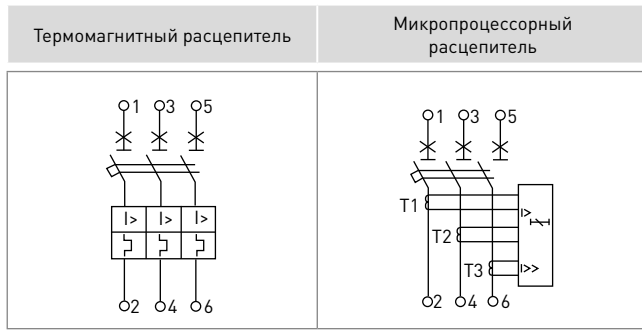 Термомагнитный расцепитель
Микропроцессорный
расцепитель
1 3 5
I> I> I>
2 4 6
1 3 5
T1
I>
T2
T3
I>>
2 4 6